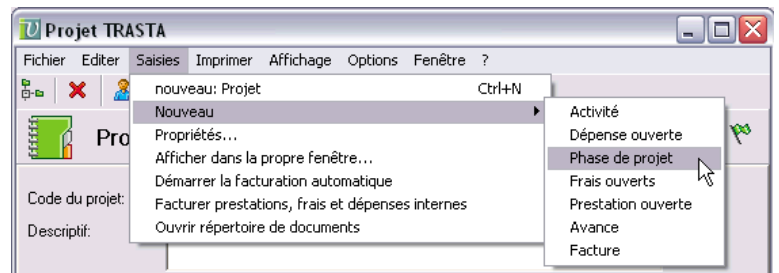 Projet TRASTA
Fichier Editer Saisies Imprimer Affichage Options Fenêtre ?
nouveau: Projet Ctrl+N
Nouveau
Activité
Propriétés...
Dépense ouverte
Pro
Afficher dans la propre fenêtre...
Phase de projet
Démarrer la facturation automatique
Frais ouverts
Code du projet:
Facturer prestations, frais et dépenses internes
Prestation ouverte
Ouvrir répertoire de documents
Avance
Descriptif:
Facture